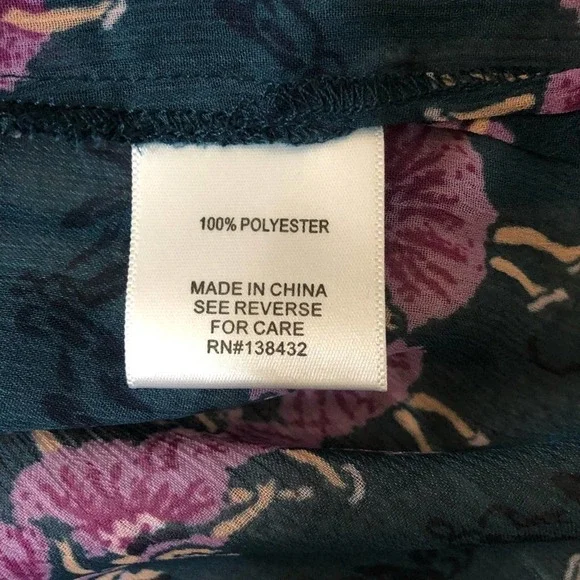 100% POLYESTER
MADE IN CHINA
SEE REVERSE
FOR CARE
RN#138432